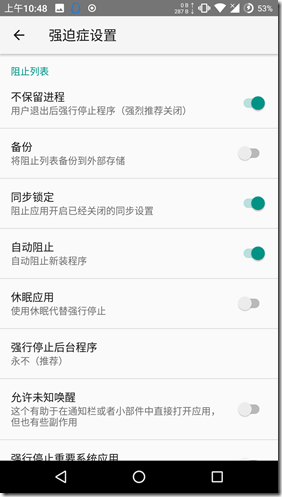 上午10:48
0 B ↑
287 B ↓
53%
强迫症设置
阻止列表
不保留进程
用户退出后强行停止程序（强烈推荐关闭）
备份
将阻止列表备份到外部存储
同步锁定
阻止应用开启已经关闭的同步设置
自动阻止
自动阻止新装程序
休眠应用
使用休眠代替强行停止
强行停止后台程序
永不（推荐）
允许未知唤醒
这个有助于在通知栏或者小部件中直接打开应用，
但也有些副作用
强行停止重要系统应用